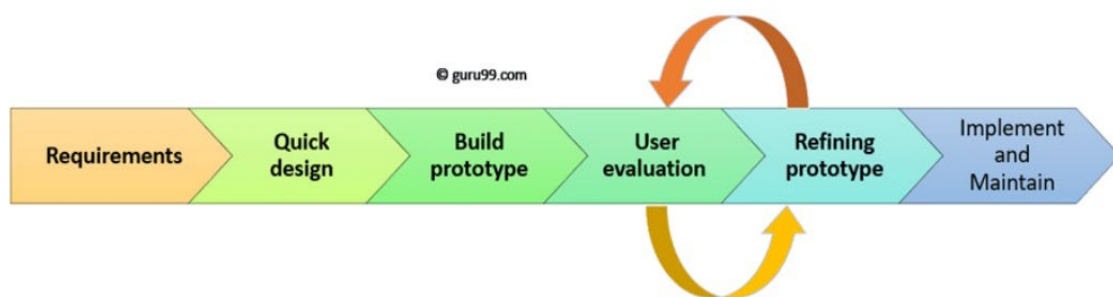 © guru99.com
Requirements
Quick
design
Build
prototype
User
evaluation
Refining
prototype
Implement
and
Maintain